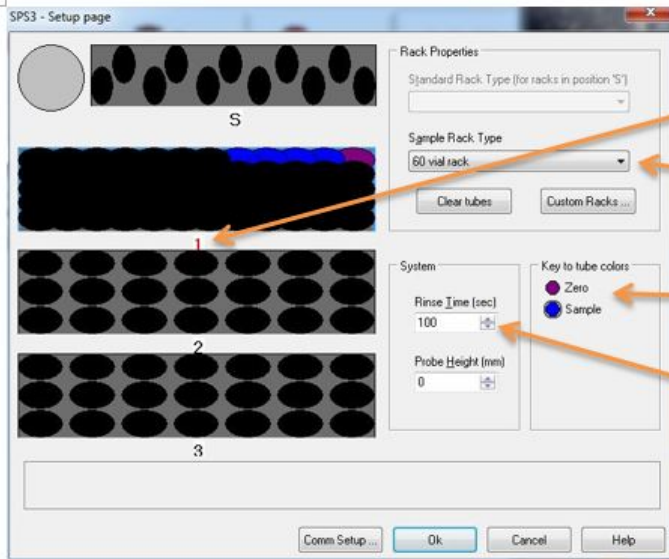 SPS3 - Setup page
Rack Properties
Standard Rack Type (for racks in position 'S')
S
Sample Rack Type
60 vial rack
Clear tubes
Custom Racks ...
1
System
Key to tube colors
Zero
Rinse Time (sec)
Sample
100
2
Probe Height (mm)
0
3
Comm Setup ...
Ok
Cancel
Help